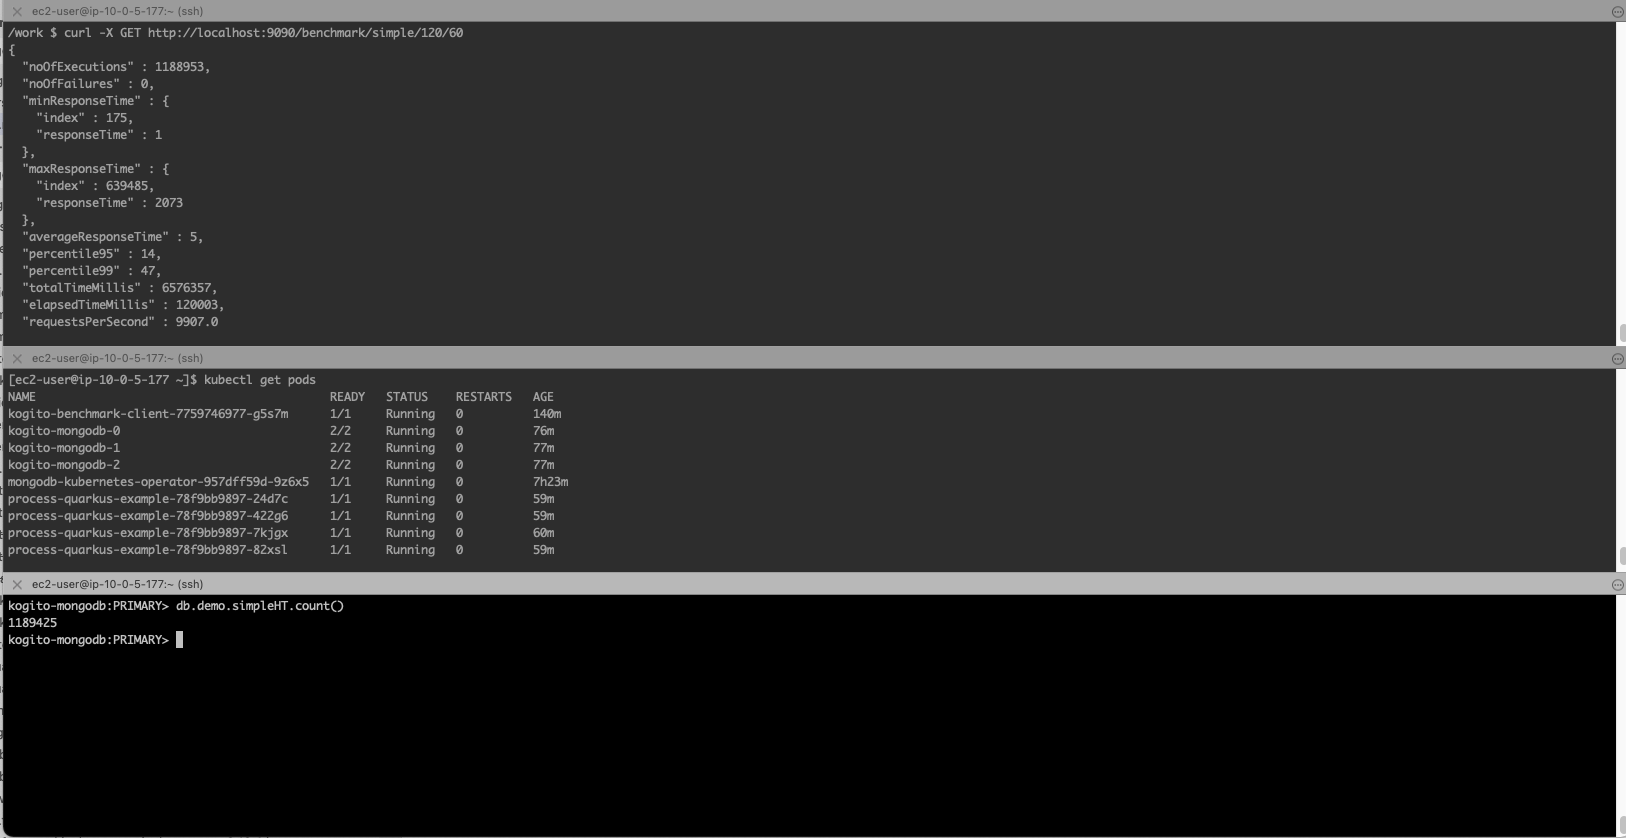 ec2-user@ip-10-0-5-177:~ (ssh)
/work $ curl -X GET http://localhost:9090/benchmark/simple/120/60
{
  "noOfExecutions" : 1188953,
  "noOfFailures" : 0,
  "minResponseTime" : {
    "index" : 175,
    "responseTime" : 1
  },
  "maxResponseTime" : {
    "index" : 639485,
    "responseTime" : 2073
  },
  "averageResponseTime" : 5,
  "percentile95" : 14,
  "percentile99" : 47,
  "totalTimeMillis" : 6576357,
  "elapsedTimeMillis" : 120003,
  "requestsPerSecond" : 9907.0
ec2-user@ip-10-0-5-177:~ (ssh)
[ec2-user@ip-10-0-5-177 ~]$ kubectl get pods
NAME READY STATUS RESTARTS AGE
kogito-benchmark-client-7759746977-g5s7m 1/1 Running 0 140m
kogito-mongodb-0 2/2 Running 0 76m
kogito-mongodb-1 2/2 Running 0 77m
kogito-mongodb-2 2/2 Running 0 77m
mongodb-kubernetes-operator-957dff59d-9z6x5 1/1 Running 0 7h23m
process-quarkus-example-78f9bb9897-24d7c 1/1 Running 0 59m
process-quarkus-example-78f9bb9897-422g6 1/1 Running 0 59m
process-quarkus-example-78f9bb9897-7kjgx 1/1 Running 0 60m
process-quarkus-example-78f9bb9897-82xsl 1/1 Running 0 59m
ec2-user@ip-10-0-5-177:~ (ssh)
kogito-mongodb:PRIMARY> db.demo.simpleHT.count()
1189425
kogito-mongodb:PRIMARY>